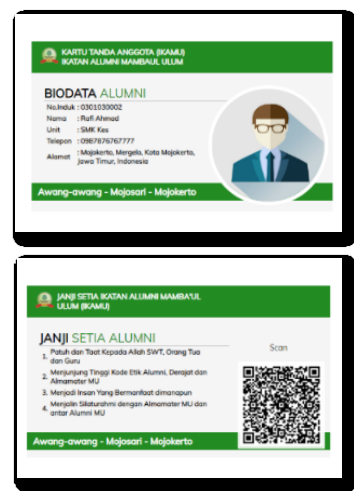 KARTU TANDA ANGGOTA (IKAMU)
IKATAN ALUMNI MAMBAUL ULUM
BIODATA ALUMNI
No.Induk : 0301030002
Nama : Rafi Ahmad
Unit : SMK Kes
Telepon : 0987876767777
Alamat : Mojokerto, Mergelo, Kota Mojokerto,
Jawa Timur, Indonesia
Awang-awang - Mojosari - Mojokerto
JANJI SETIA IKATAN ALUMNI MAMBA'UL
ULUM (IKAMU)
JANJI SETIA ALUMNI
1. Patuh dan Taat Kepada Allah SWT, Orang Tua
dan Guru
2. Menjunjung Tinggi Kode Etik Alumni, Derajat dan
Almamater MU
3. Menjadi Insan Yang Bermanfaat dimanapun
4. Menjalin Silaturahmi dengan Almamater MU dan
antar Alumni MU
Scan
Awang-awang - Mojosari - Mojokerto